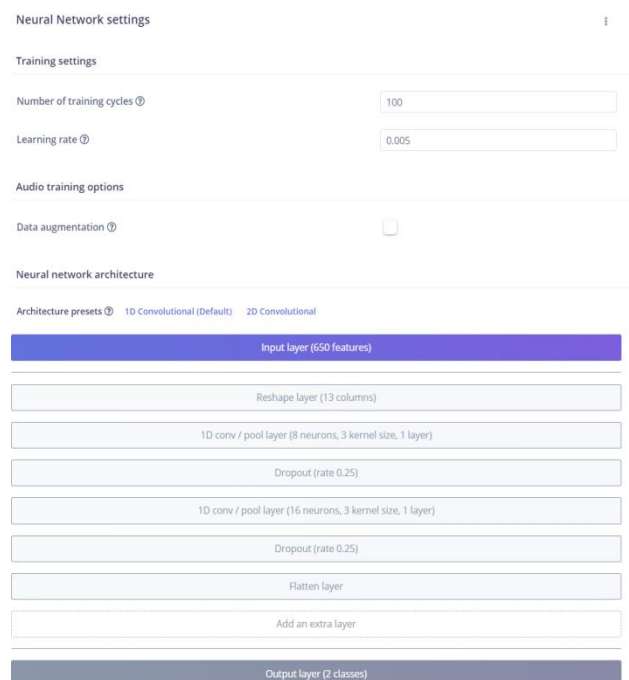 Neural Network settings
Training settings
Number of training cycles
100
Learning rate
0.005
Audio training options
Data augmentation
Neural network architecture
Architecture presets 1D Convolutional (Default) 2D Convolutional
Input layer (650 features)
Reshape layer (13 columns)
1D conv / pool layer (8 neurons, 3 kernel size, 1 layer)
Dropout (rate 0.25)
1D conv / pool layer (16 neurons, 3 kernel size, 1 layer)
Dropout (rate 0.25)
Flatten layer
Add an extra layer
Output layer (2 classes)